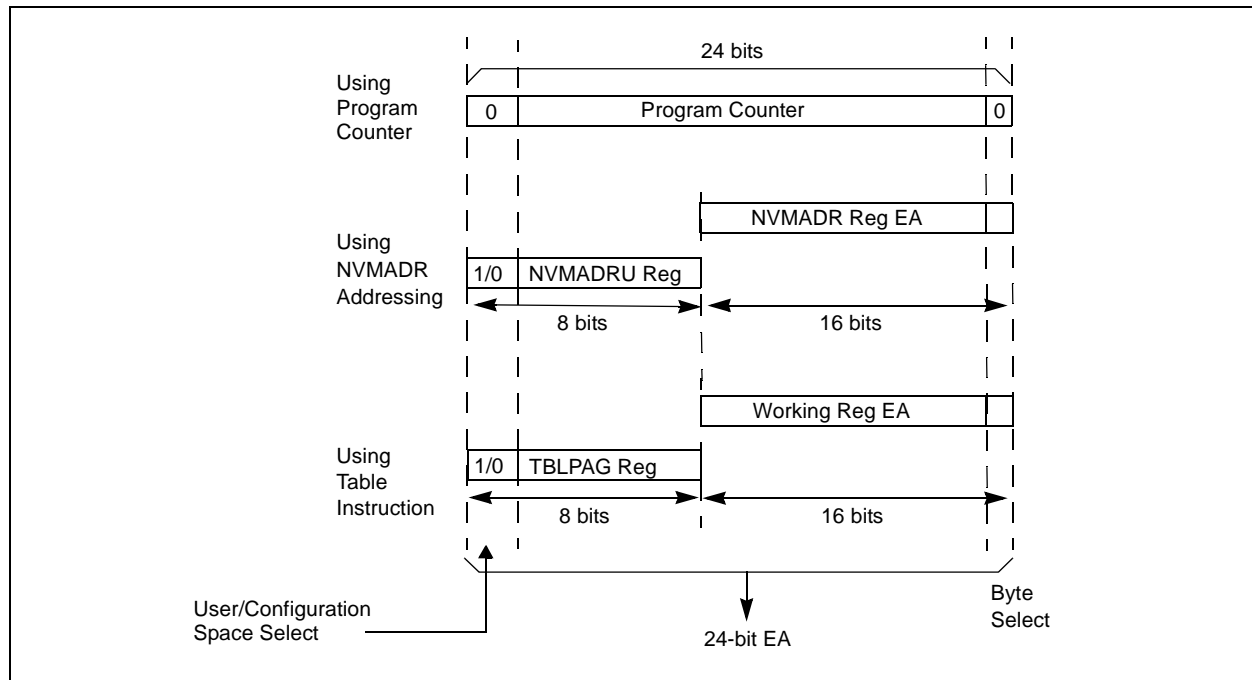 24 bits
Using
Program
Counter
0
Program Counter
0
NVMADR Reg EA
Using
NVMADR
Addressing
1/0
NVMADRU Reg
8 bits
16 bits
Working Reg EA
Using
Table
Instruction
1/0
TBLPAG Reg
8 bits
16 bits
User/Configuration
Space Select
24-bit EA
Byte
Select